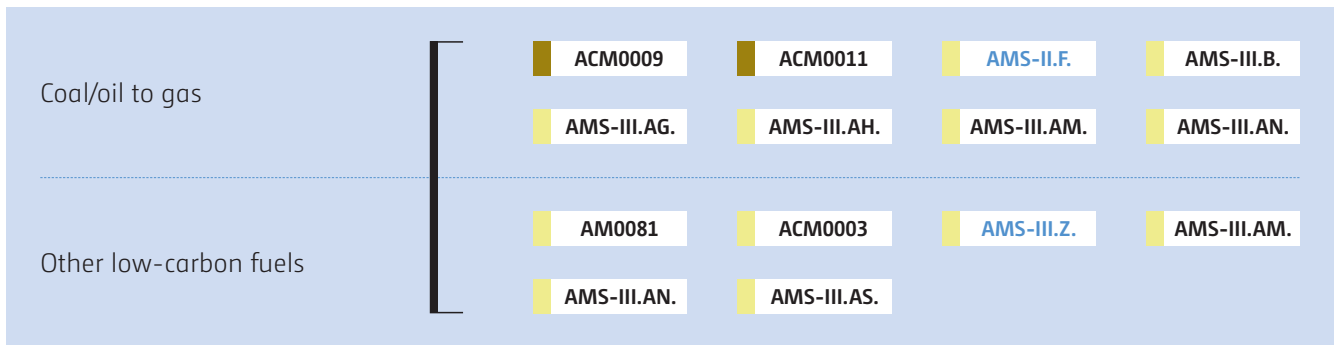 Coal/oil to gas
ACM0009 ACM0011 AMS-II.F. AMS-III.B.
AMS-III.AG. AMS-III.AH. AMS-III.AM. AMS-III.AN.
Other low-carbon fuels
AM0081 ACM0003 AMS-III.Z. AMS-III.AM.
AMS-III.AN. AMS-III.AS.